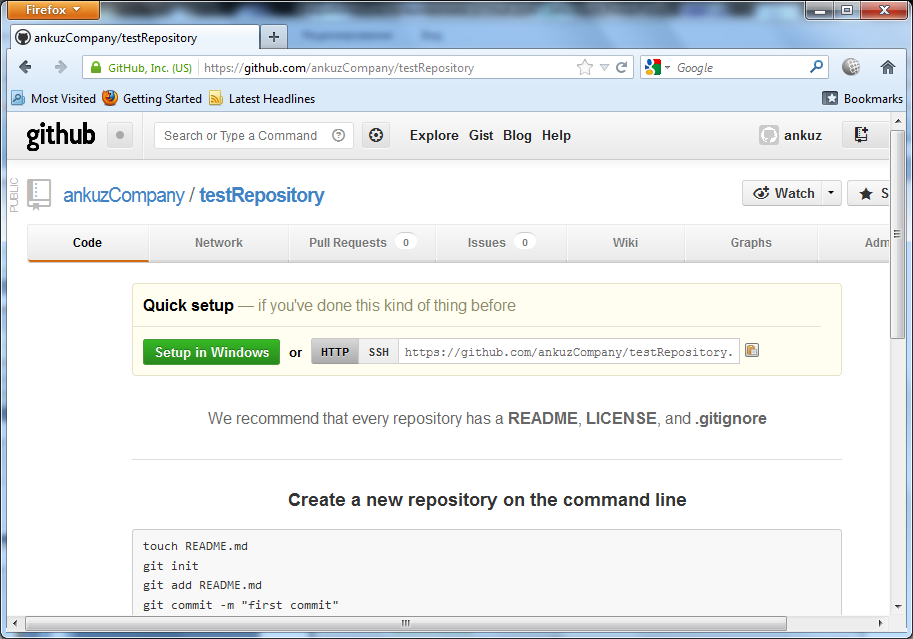 Firefox
ankuzCompany/testRepository
GitHub, Inc. (US) https://github.com/ankuzCompany/testRepository
Google
Most Visited Getting Started Latest Headlines Bookmarks
github Search or Type a Command Explore Gist Blog Help ankuz
PUBLIC
ankuzCompany / testRepository Watch S
Code Network Pull Requests 0 Issues 0 Wiki Graphs Adm
Quick setup — if you've done this kind of thing before
Setup in Windows or HTTP SSH https://github.com/ankuzCompany/testRepository.
We recommend that every repository has a README, LICENSE, and .gitignore
Create a new repository on the command line
touch README.md
git init
git add README.md
git commit -m "first commit"